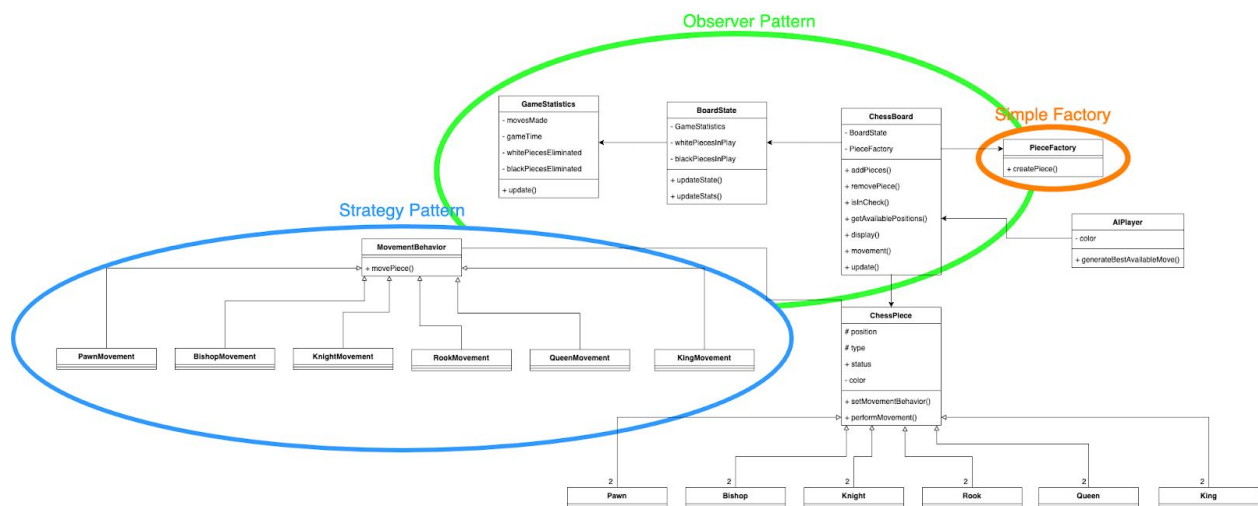 Observer Pattern
Simple Factory
GameStatistics
- movesMade
- gameTime
- whitePiecesEliminated
- blackPiecesEliminated
+ update()
BoardState
- GameStatistics
- whitePiecesInPlay
- blackPiecesInPlay
+ updateState()
+ updateStats()
ChessBoard
- BoardState
- PieceFactory
+ addPieces()
+ removePiece()
+ isInCheck()
+ getAvailablePositions()
+ display()
+ movement()
+ update()
PieceFactory
+ createPiece()
AIPlayer
- color
+ generateBestAvailableMove()
Strategy Pattern
MovementBehavior
+ movePiece()
PawnMovement
BishopMovement
KnightMovement
RookMovement
QueenMovement
KingMovement
ChessPiece
# position
# type
+ status
- color
+ setMovementBehavior()
+ performMovement()
2
2
2
2
2
2
Pawn
Bishop
Knight
Rook
Queen
King